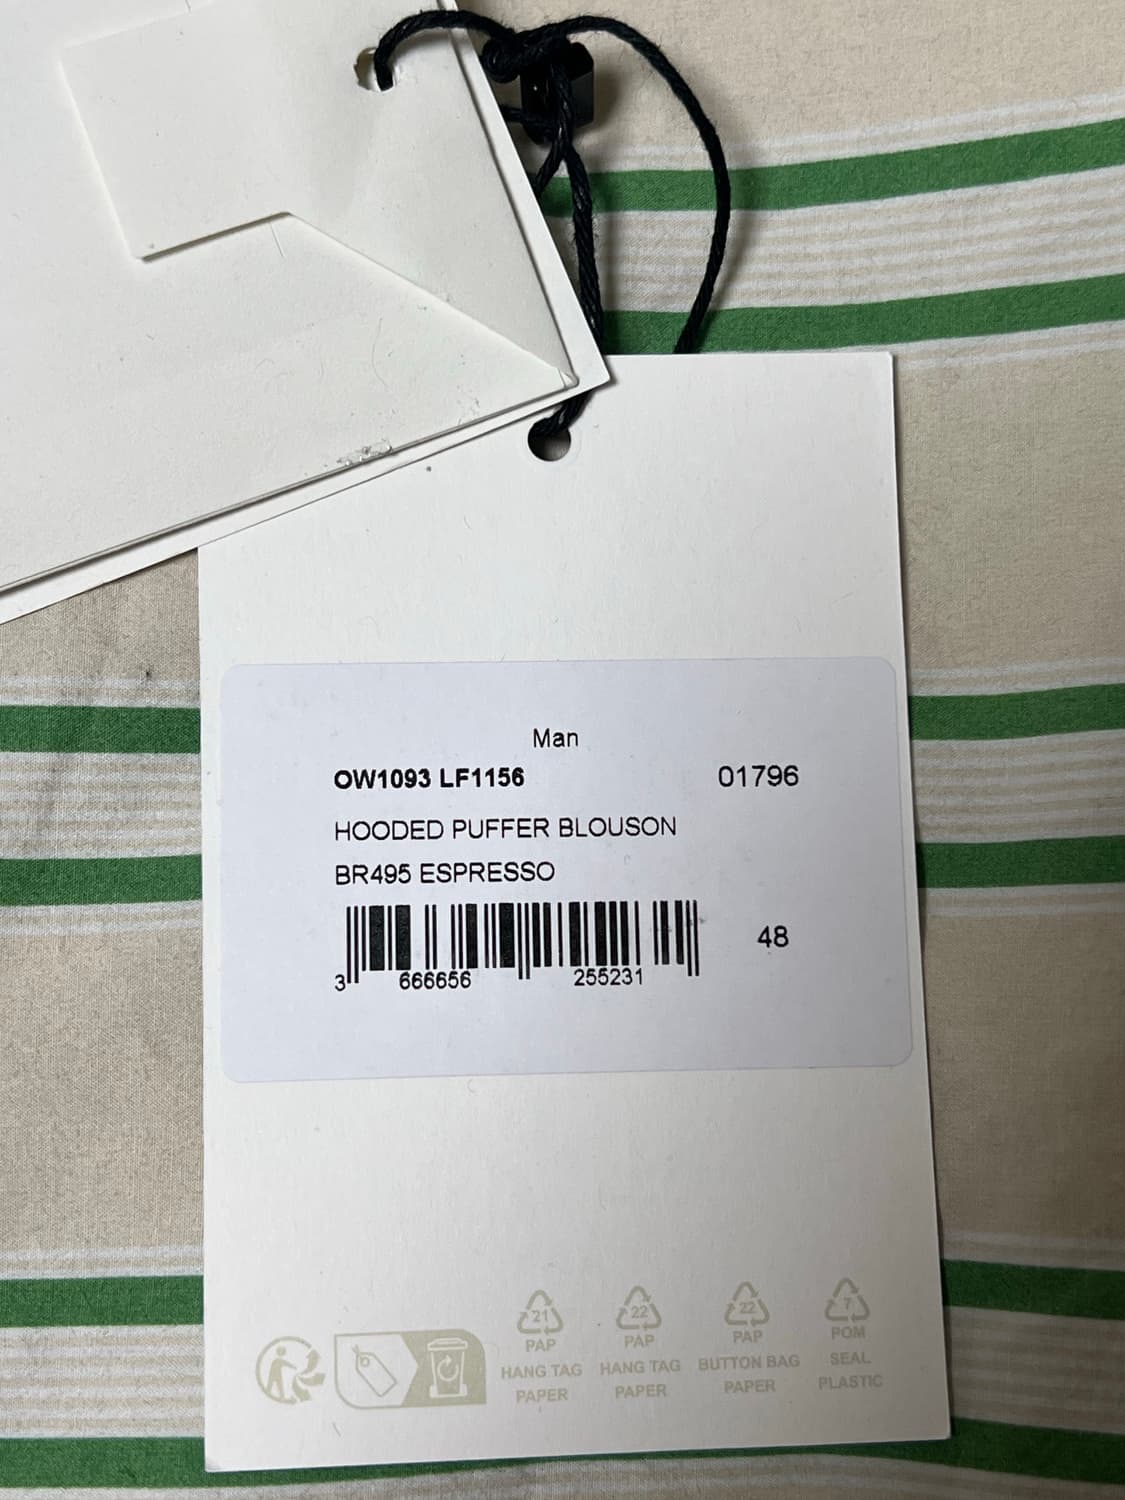 Man
OW1093 LF1156 01796
HOODED PUFFER BLOUSON
BR495 ESPRESSO
48
3 666656 255231
21 22 22 7
PAP PAP PAP POM
HANG TAG HANG TAG BUTTON BAG SEAL
PAPER PAPER PAPER PLASTIC